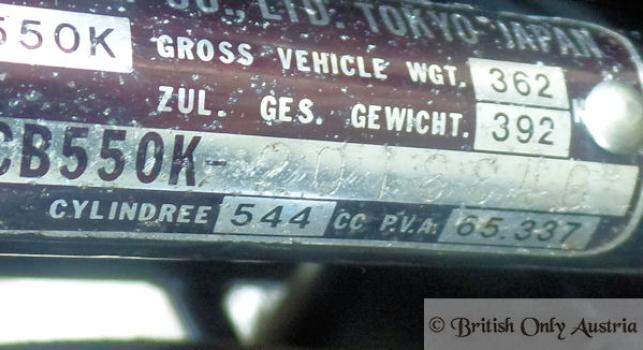 CO., LTD. TOKYO JAPAN
550K GROSS VEHICLE WGT. 362
ZUL. GES. GEWICHT. 392
CB550K-
CYLINDREE 544 CC P.V.A. 65.337
© British Only Austria